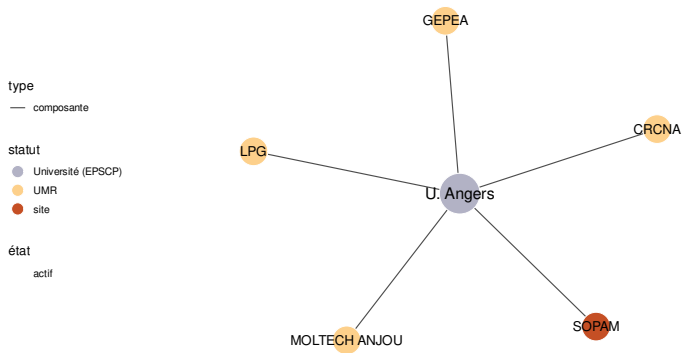 GEPEA
type
composante
CRCNA
statut
LPG
Université (EPSCP)
UMR
U. Angers
site
état
actif
SOPAM
MOLTECH ANJOU